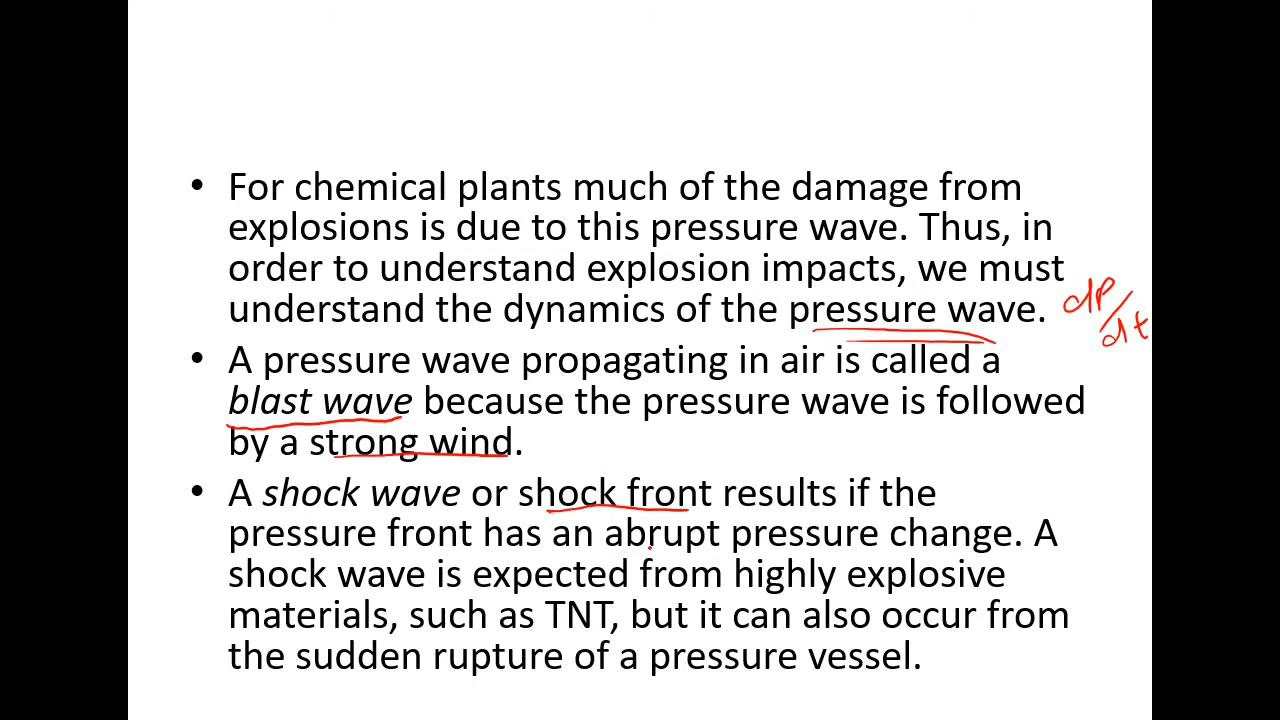 • For chemical plants much of the damage from
explosions is due to this pressure wave. Thus, in
order to understand explosion impacts, we must
understand the dynamics of the pressure wave.
dP/dt
• A pressure wave propagating in air is called a
blast wave because the pressure wave is followed
by a strong wind.
• A shock wave or shock front results if the
pressure front has an abrupt pressure change. A
shock wave is expected from highly explosive
materials, such as TNT, but it can also occur from
the sudden rupture of a pressure vessel.